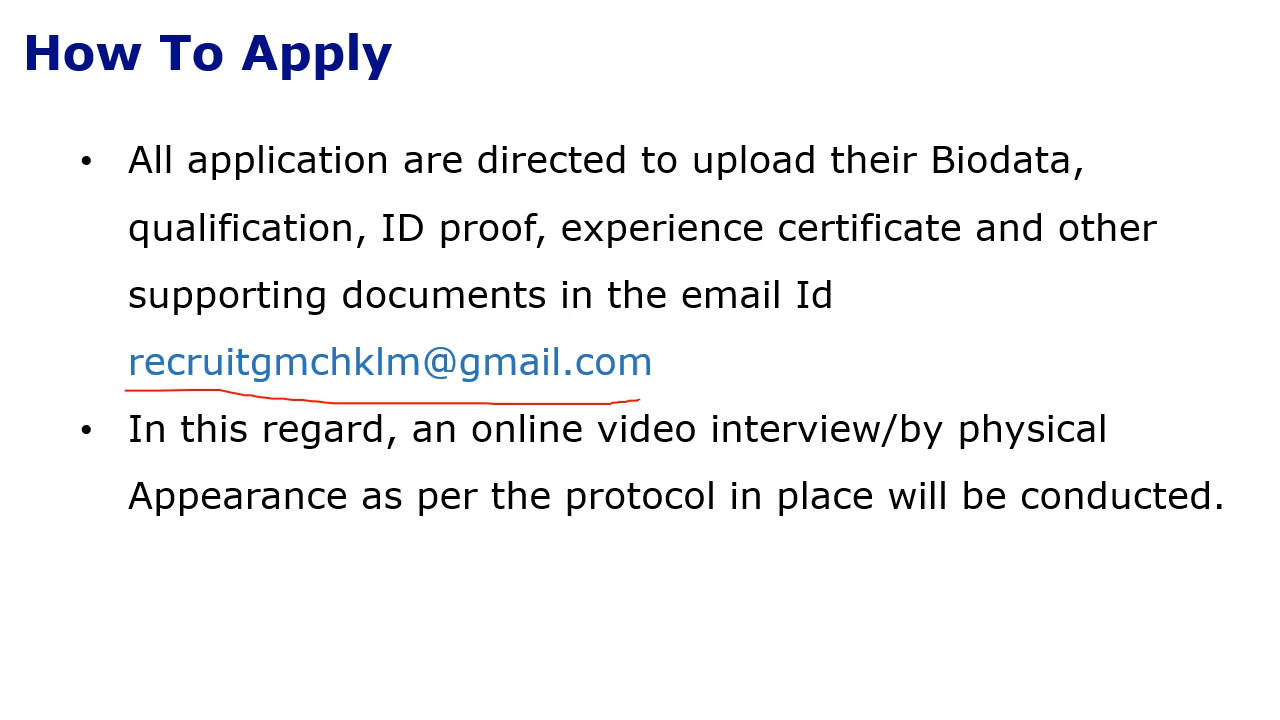 How To Apply
• All application are directed to upload their Biodata,
qualification, ID proof, experience certificate and other
supporting documents in the email Id
recruitgmchklm@gmail.com
• In this regard, an online video interview/by physical
Appearance as per the protocol in place will be conducted.